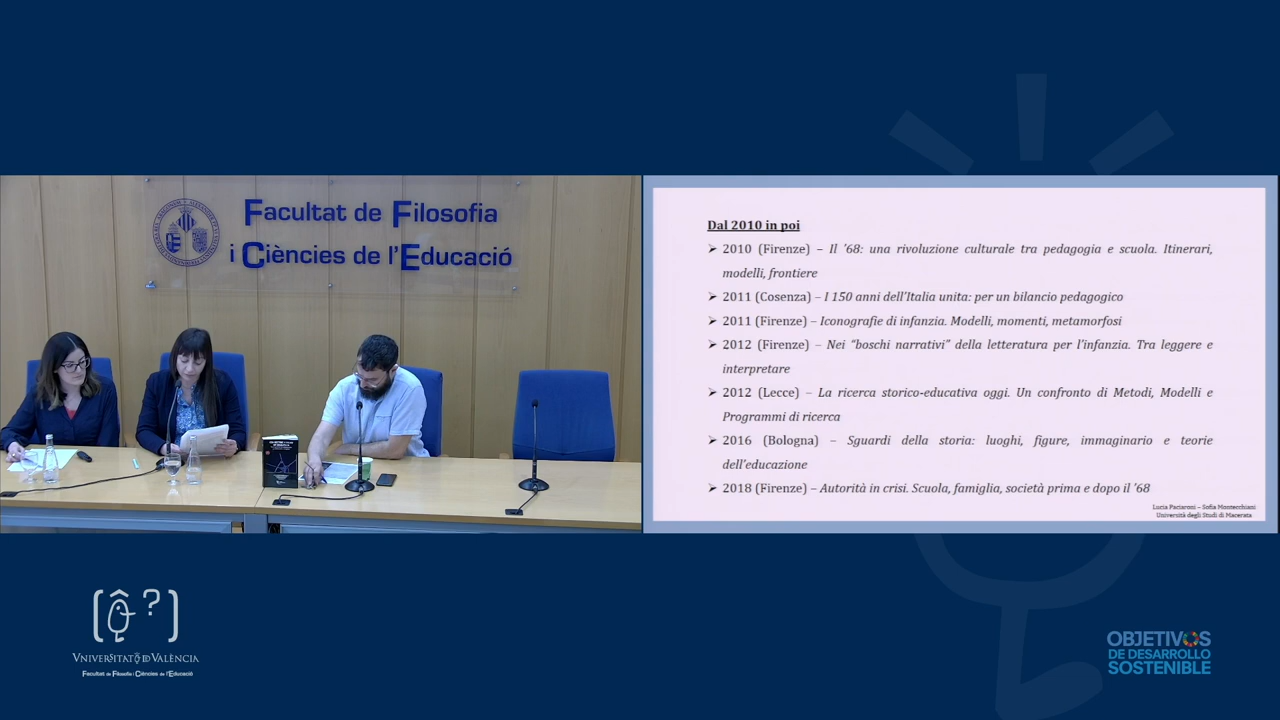 Facultat de Filosofia
i Ciències de l'Educació
Dal 2010 in poi
➢ 2010 (Firenze) – Il '68: una rivoluzione culturale tra pedagogia e scuola. Itinerari,
modelli, frontiere
➢ 2011 (Cosenza) – I 150 anni dell'Italia unita: per un bilancio pedagogico
➢ 2011 (Firenze) – Iconografie di infanzia. Modelli, momenti, metamorfosi
➢ 2012 (Firenze) – Nei "boschi narrativi" della letteratura per l'infanzia. Tra leggere e
interpretare
➢ 2012 (Lecce) – La ricerca storico-educativa oggi. Un confronto di Metodi, Modelli e
Programmi di ricerca
➢ 2016 (Bologna) – Sguardi della storia: luoghi, figure, immaginario e teorie
dell'educazione
➢ 2018 (Firenze) – Autorità in crisi. Scuola, famiglia, società prima e dopo il '68
Lucia Paciaroni – Sofia Montecchiani
Università degli Studi di Macerata
VNIVERSITATQDVALÈNCIA
Facultat de Filosofia i Ciències de l'Educació
OBJETIVOS
DE DESARROLLO
SOSTENIBLE